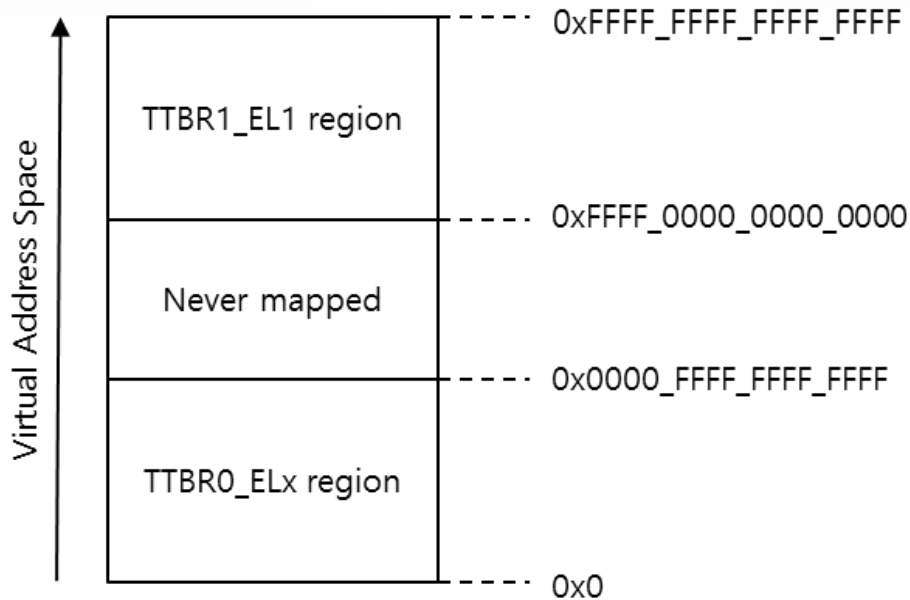 0xFFFF_FFFF_FFFF_FFFF
TTBR1_EL1 region
0xFFFF_0000_0000_0000
Never mapped
0x0000_FFFF_FFFF_FFFF
TTBR0_ELx region
0x0
Virtual Address Space